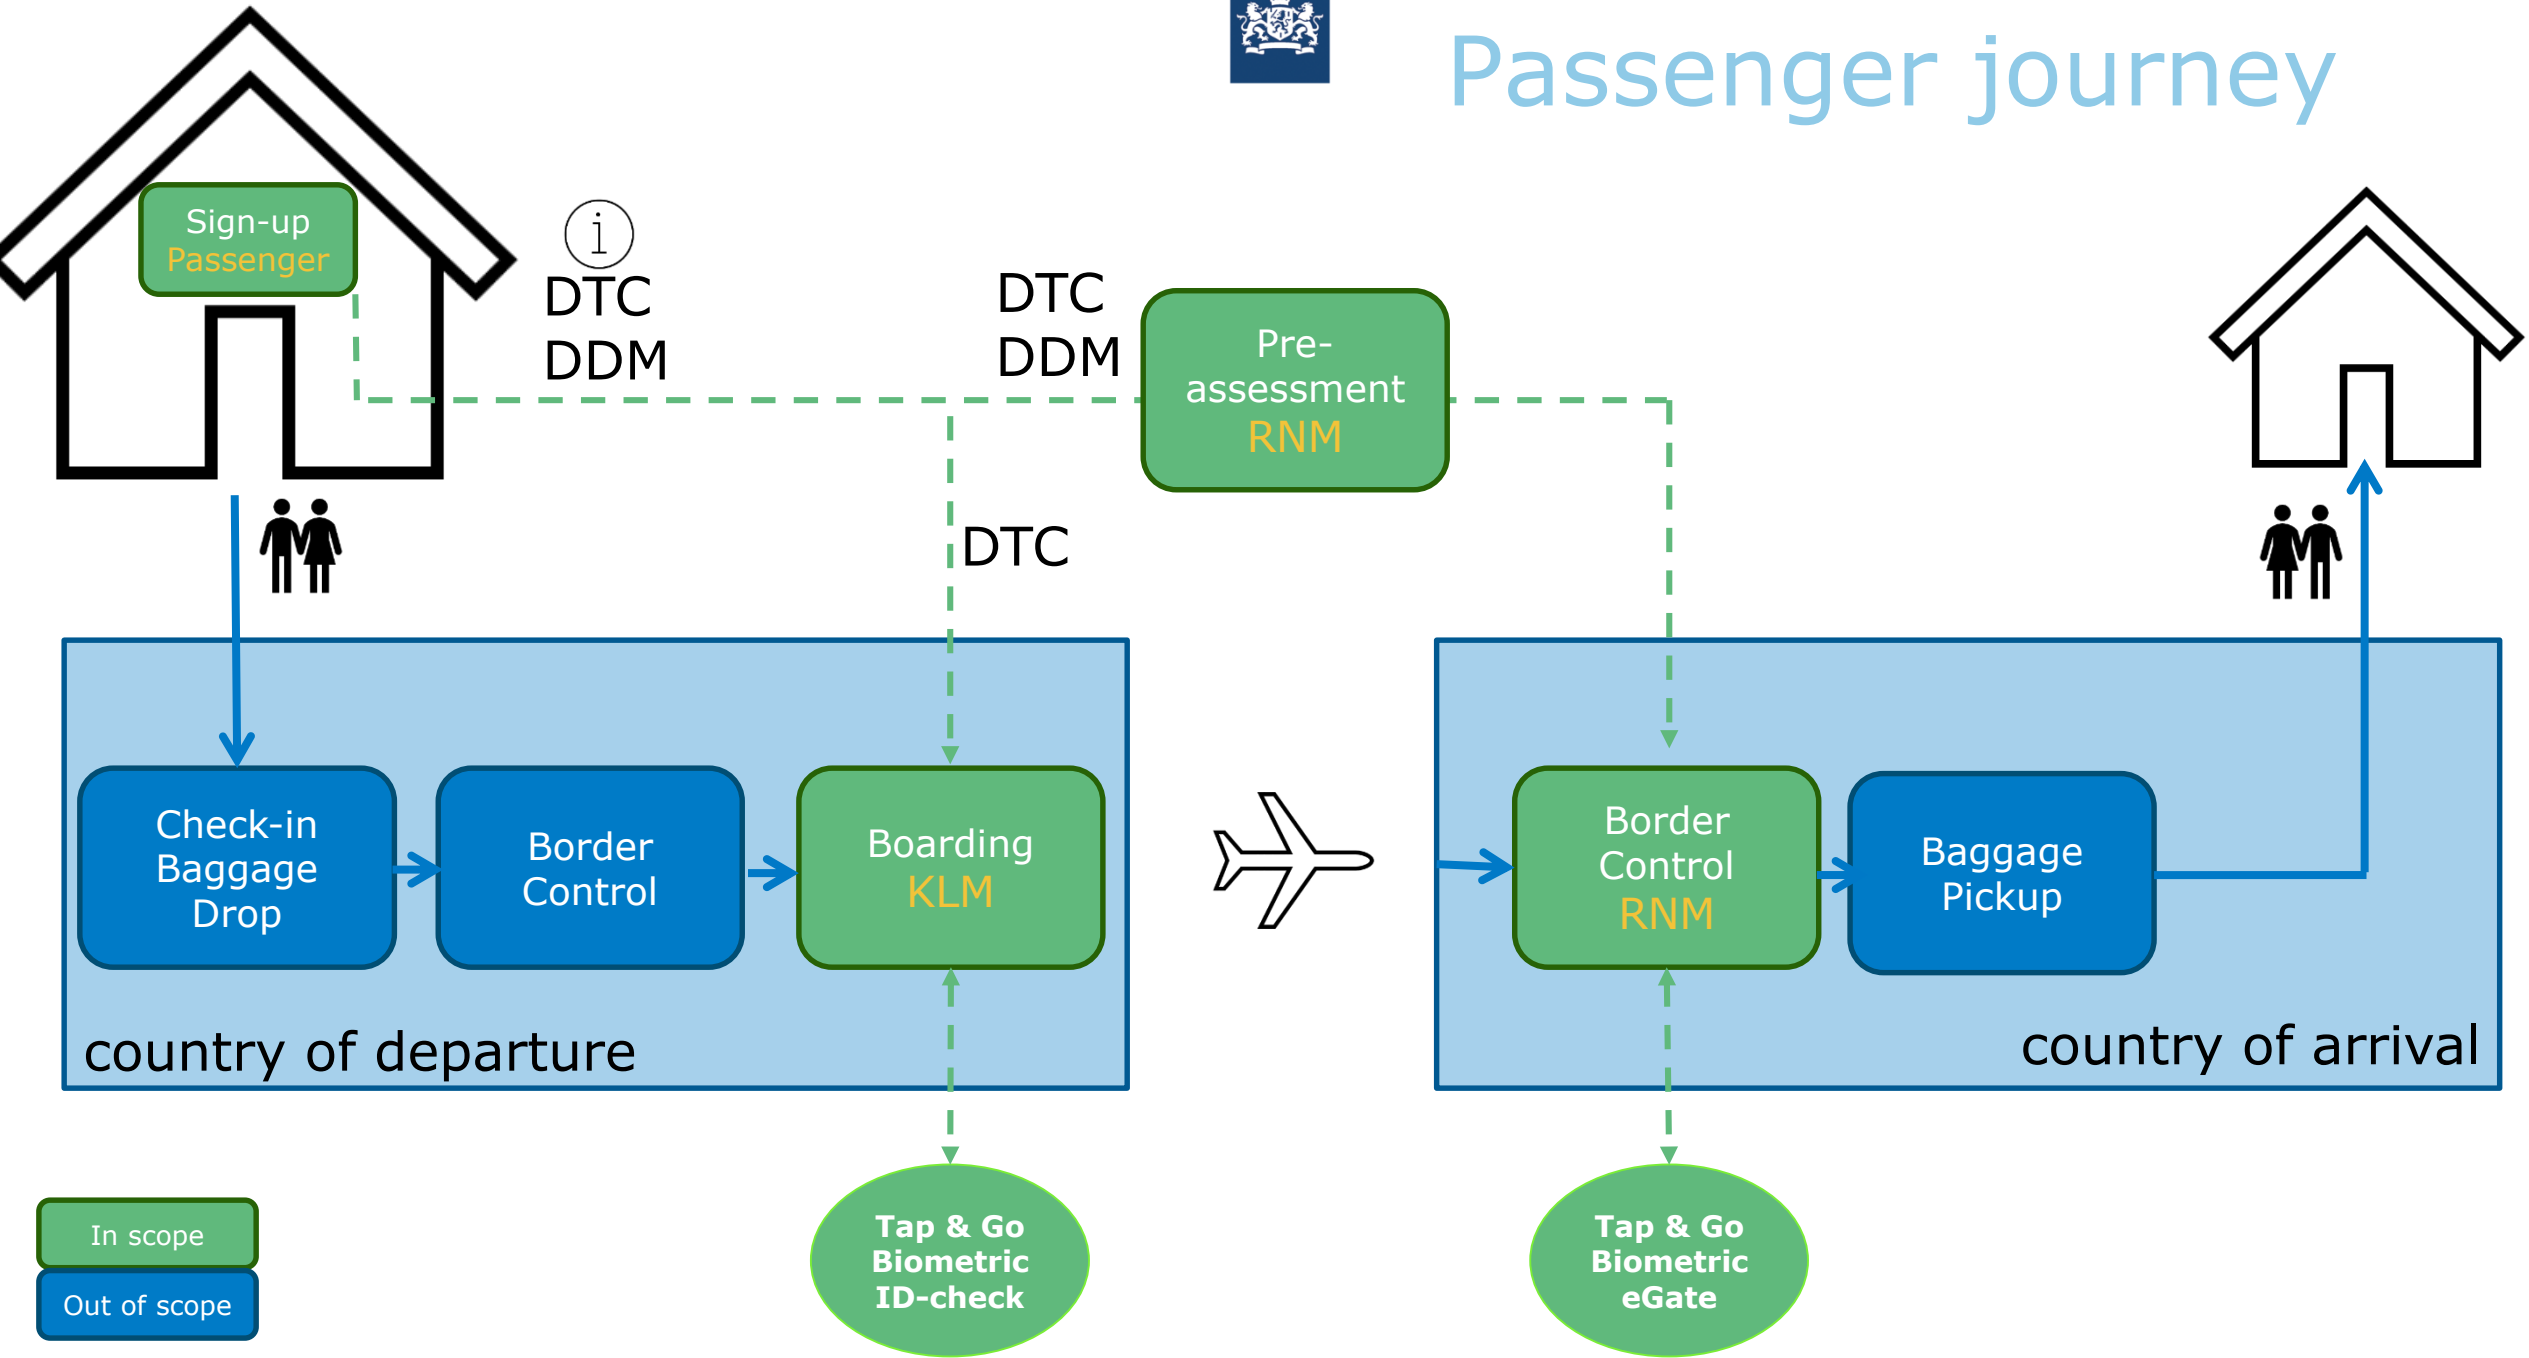 Passenger journey
Sign-up
Passenger
i
DTC
DDM
DTC
DDM
Pre-
assessment
RNM
DTC
Check-in
Baggage
Drop
Border
Control
Boarding
KLM
Border
Control
RNM
Baggage
Pickup
country of departure
country of arrival
Tap & Go
Biometric
ID-check
Tap & Go
Biometric
eGate
In scope
Out of scope